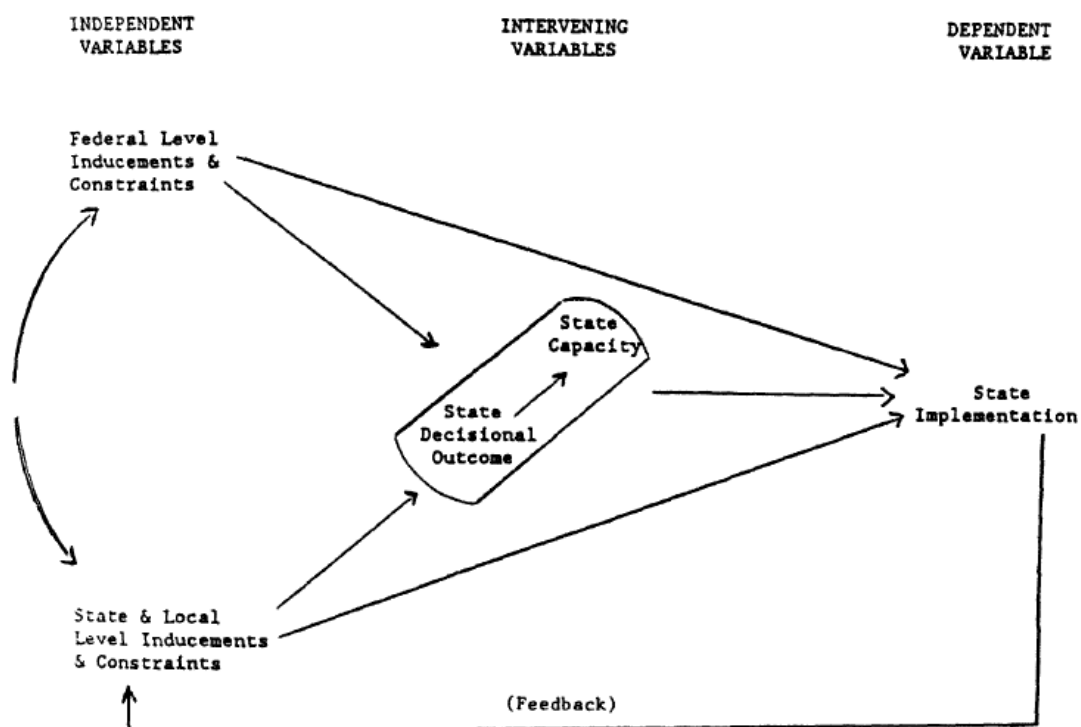 INDEPENDENT
VARIABLES
INTERVENING
VARIABLES
DEPENDENT
VARIABLE
Federal Level
Inducements &
Constraints
State
Capacity
State
Decisional
Outcome
State
Implementation
State & Local
Level Inducements
& Constraints
(Feedback)